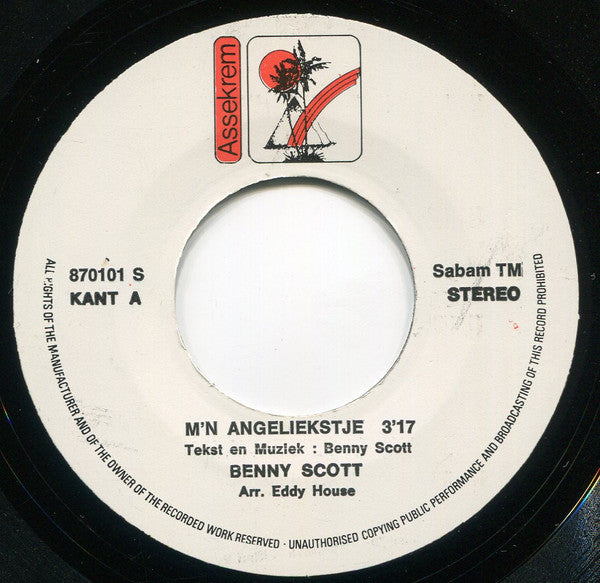 Assekrem
870101 S
KANT A
Sabam TM
STEREO
M'N ANGELIEKSTJE 3'17
Tekst en Muziek : Benny Scott
BENNY SCOTT
Arr. Eddy House
ALL RIGHTS OF THE MANUFACTURER AND OF THE OWNER OF THE RECORDED WORK RESERVED - UNAUTHORISED COPYING PUBLIC PERFORMANCE AND BROADCASTING OF THIS RECORD PROHIBITED